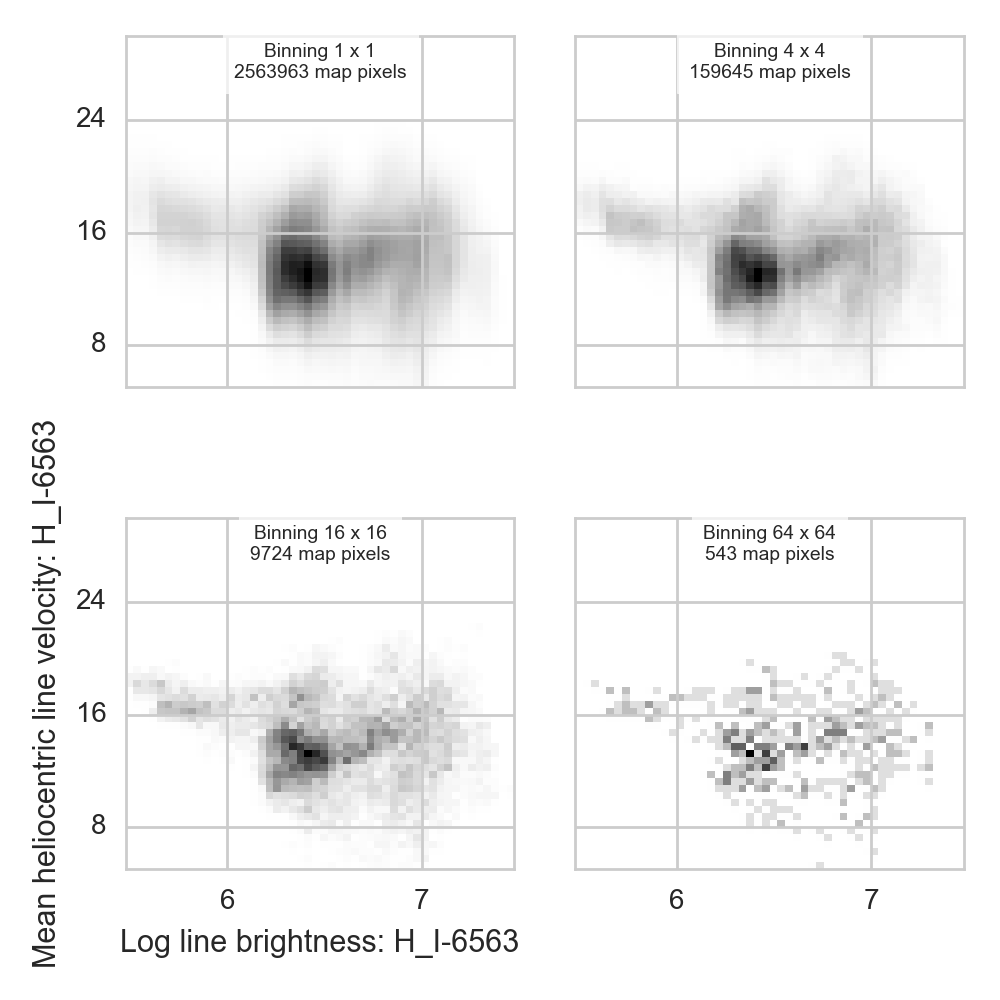 Binning 1 x 1
2563963 map pixels
Binning 4 x 4
159645 map pixels
24
16
8
Mean heliocentric line velocity: H_I-6563
Binning 16 x 16
9724 map pixels
Binning 64 x 64
543 map pixels
24
16
8
6
7
6
7
Log line brightness: H_I-6563